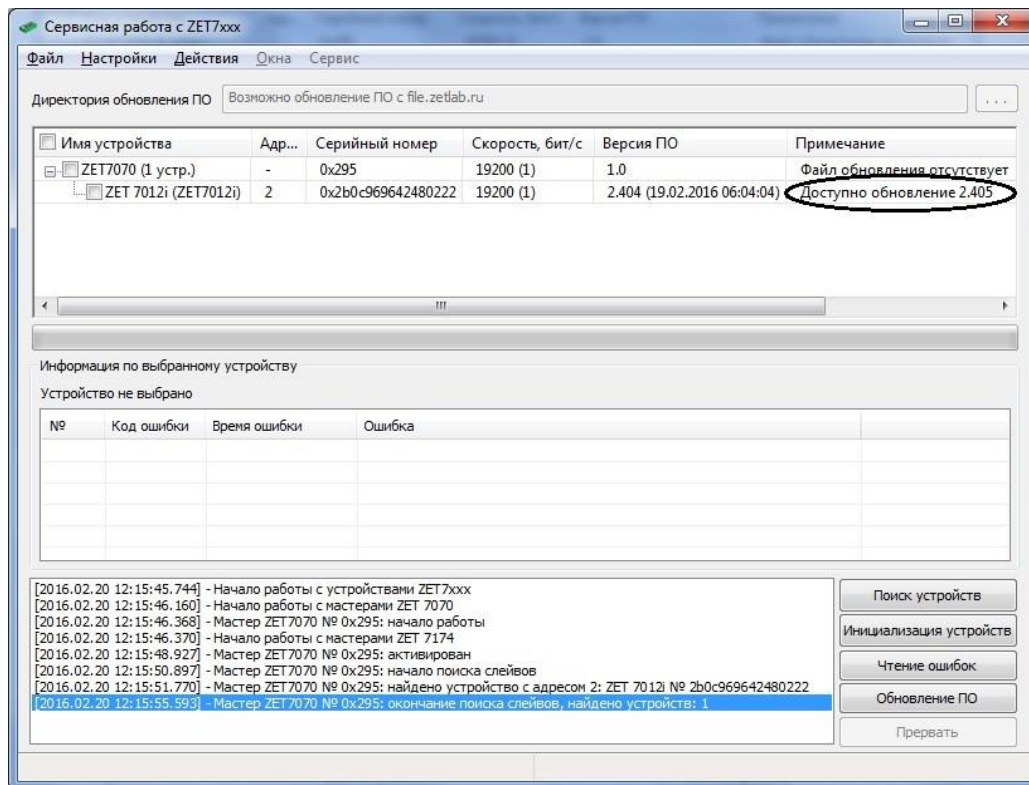 Сервисная работа с ZET7xxx
Файл Настройки Действия Окна Сервис
Директория обновления ПО Возможно обновление ПО с file.zetlab.ru ...
Имя устройства Адр... Серийный номер Скорость, бит/с Версия ПО Примечание
ZET7070 (1 устр.) - 0x295 19200 (1) 1.0 Файл обновления отсутствует
ZET 7012i (ZET7012i) 2 0x2b0c969642480222 19200 (1) 2.404 (19.02.2016 06:04:04) Доступно обновление 2.405
Информация по выбранному устройству
Устройство не выбрано
№ Код ошибки Время ошибки Ошибка
[2016.02.20 12:15:45.744] - Начало работы с устройствами ZET7xxx
[2016.02.20 12:15:46.160] - Начало работы с мастерами ZET 7070
[2016.02.20 12:15:46.368] - Мастер ZET7070 № 0x295: начало работы
[2016.02.20 12:15:46.370] - Начало работы с мастерами ZET 7174
[2016.02.20 12:15:48.927] - Мастер ZET7070 № 0x295: активирован
[2016.02.20 12:15:50.897] - Мастер ZET7070 № 0x295: начало поиска слейвов
[2016.02.20 12:15:51.770] - Мастер ZET7070 № 0x295: найдено устройство с адресом 2: ZET 7012i № 2b0c969642480222
[2016.02.20 12:15:55.593] - Мастер ZET7070 № 0x295: окончание поиска слейвов, найдено устройств: 1
Поиск устройств
Инициализация устройств
Чтение ошибок
Обновление ПО
Прервать